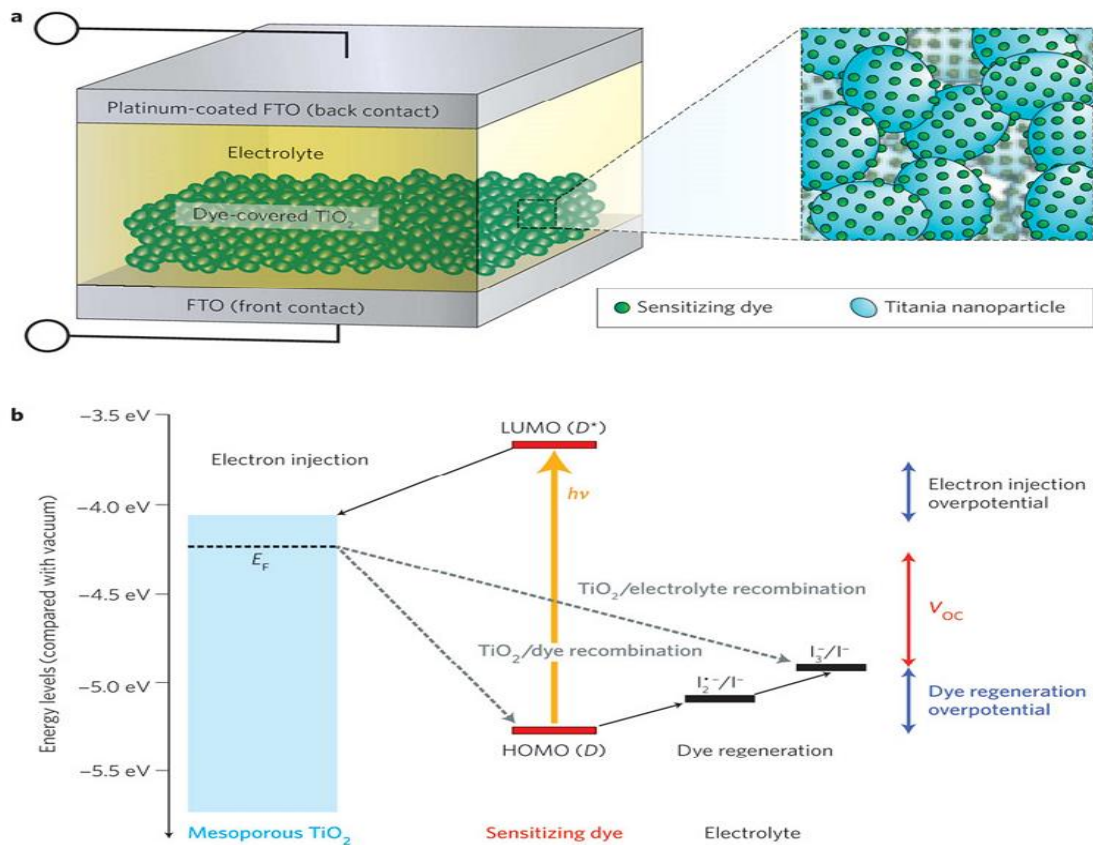 a
Platinum-coated FTO (back contact)
Electrolyte
Dye-covered TiO₂
FTO (front contact)
Sensitizing dye
Titania nanoparticle
b
Energy levels (compared with vacuum)
−3.5 eV
−4.0 eV
−4.5 eV
−5.0 eV
−5.5 eV
Electron injection
E_F
Mesoporous TiO₂
LUMO (D*)
hν
TiO₂/electrolyte recombination
TiO₂/dye recombination
HOMO (D)
Sensitizing dye
I₂•⁻/I⁻
I₃⁻/I⁻
Dye regeneration
Electrolyte
Electron injection
overpotential
V_OC
Dye regeneration
overpotential